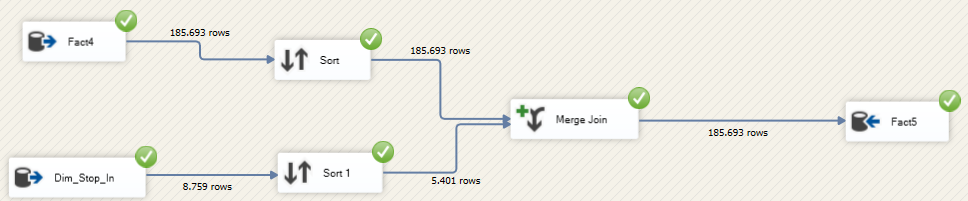 Fact4
185.693 rows
Sort
185.693 rows
Merge Join
185.693 rows
Fact5
Dim_Stop_In
8.759 rows
Sort 1
5.401 rows